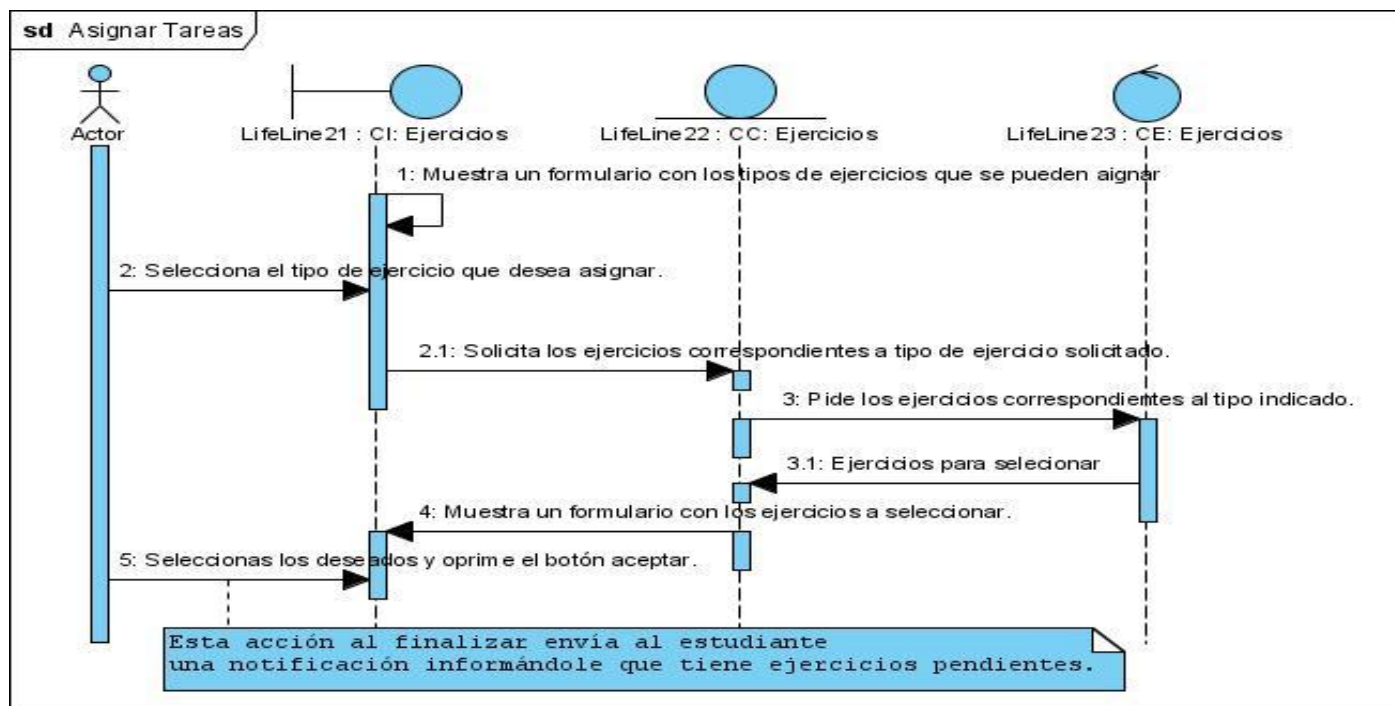 sd Asignar Tareas
Actor
LifeLine21 : CI: Ejercicios
LifeLine22 : CC: Ejercicios
LifeLine23 : CE: Ejercicios
1: Muestra un formulario con los tipos de ejercicios que se pueden aignar
2: Selecciona el tipo de ejercicio que desea asignar.
2.1: Solicita los ejercicios correspondientes a tipo de ejercicio solicitado.
3: Pide los ejercicios correspondientes al tipo indicado.
3.1: Ejercicios para selecionar
4: Muestra un formulario con los ejercicios a seleccionar.
5: Seleccionas los deseados y oprime el botón aceptar.
Esta acción al finalizar envía al estudiante
una notificación informándole que tiene ejercicios pendientes.